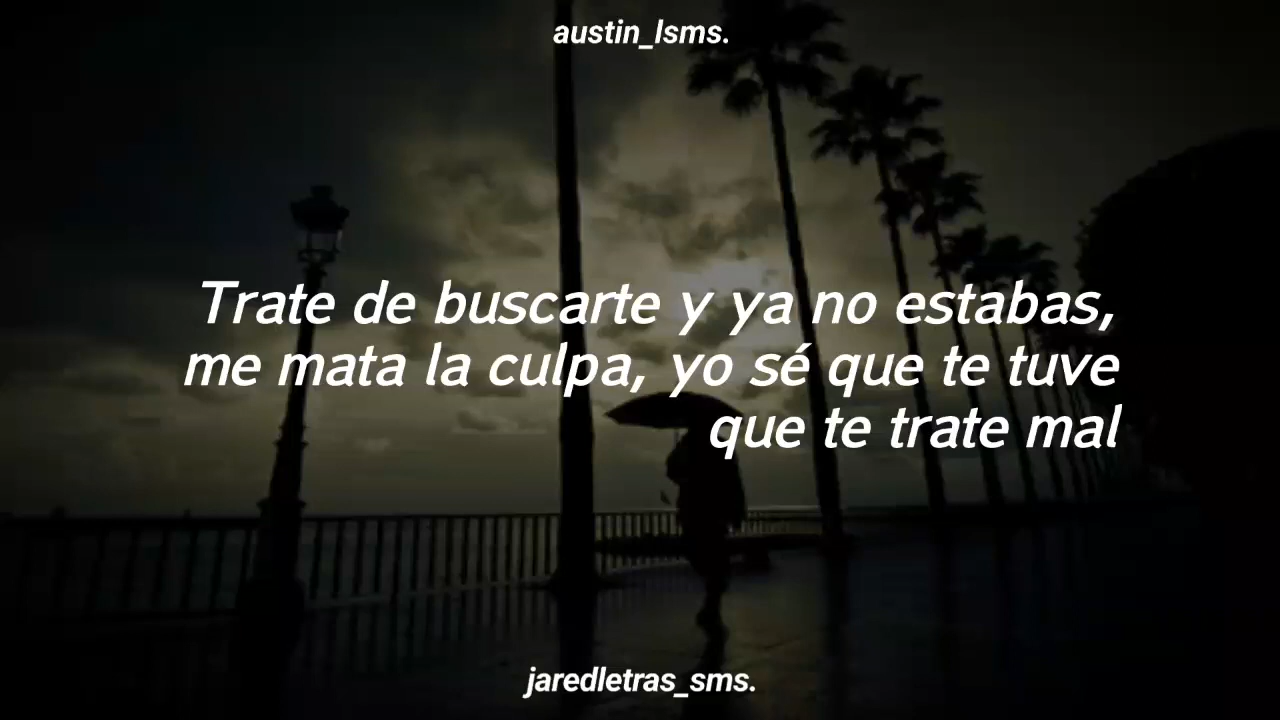 austin_lsms.
Trate de buscarte y ya no estabas,
me mata la culpa, yo sé que te tuve
que te trate mal
jaredletras_sms.